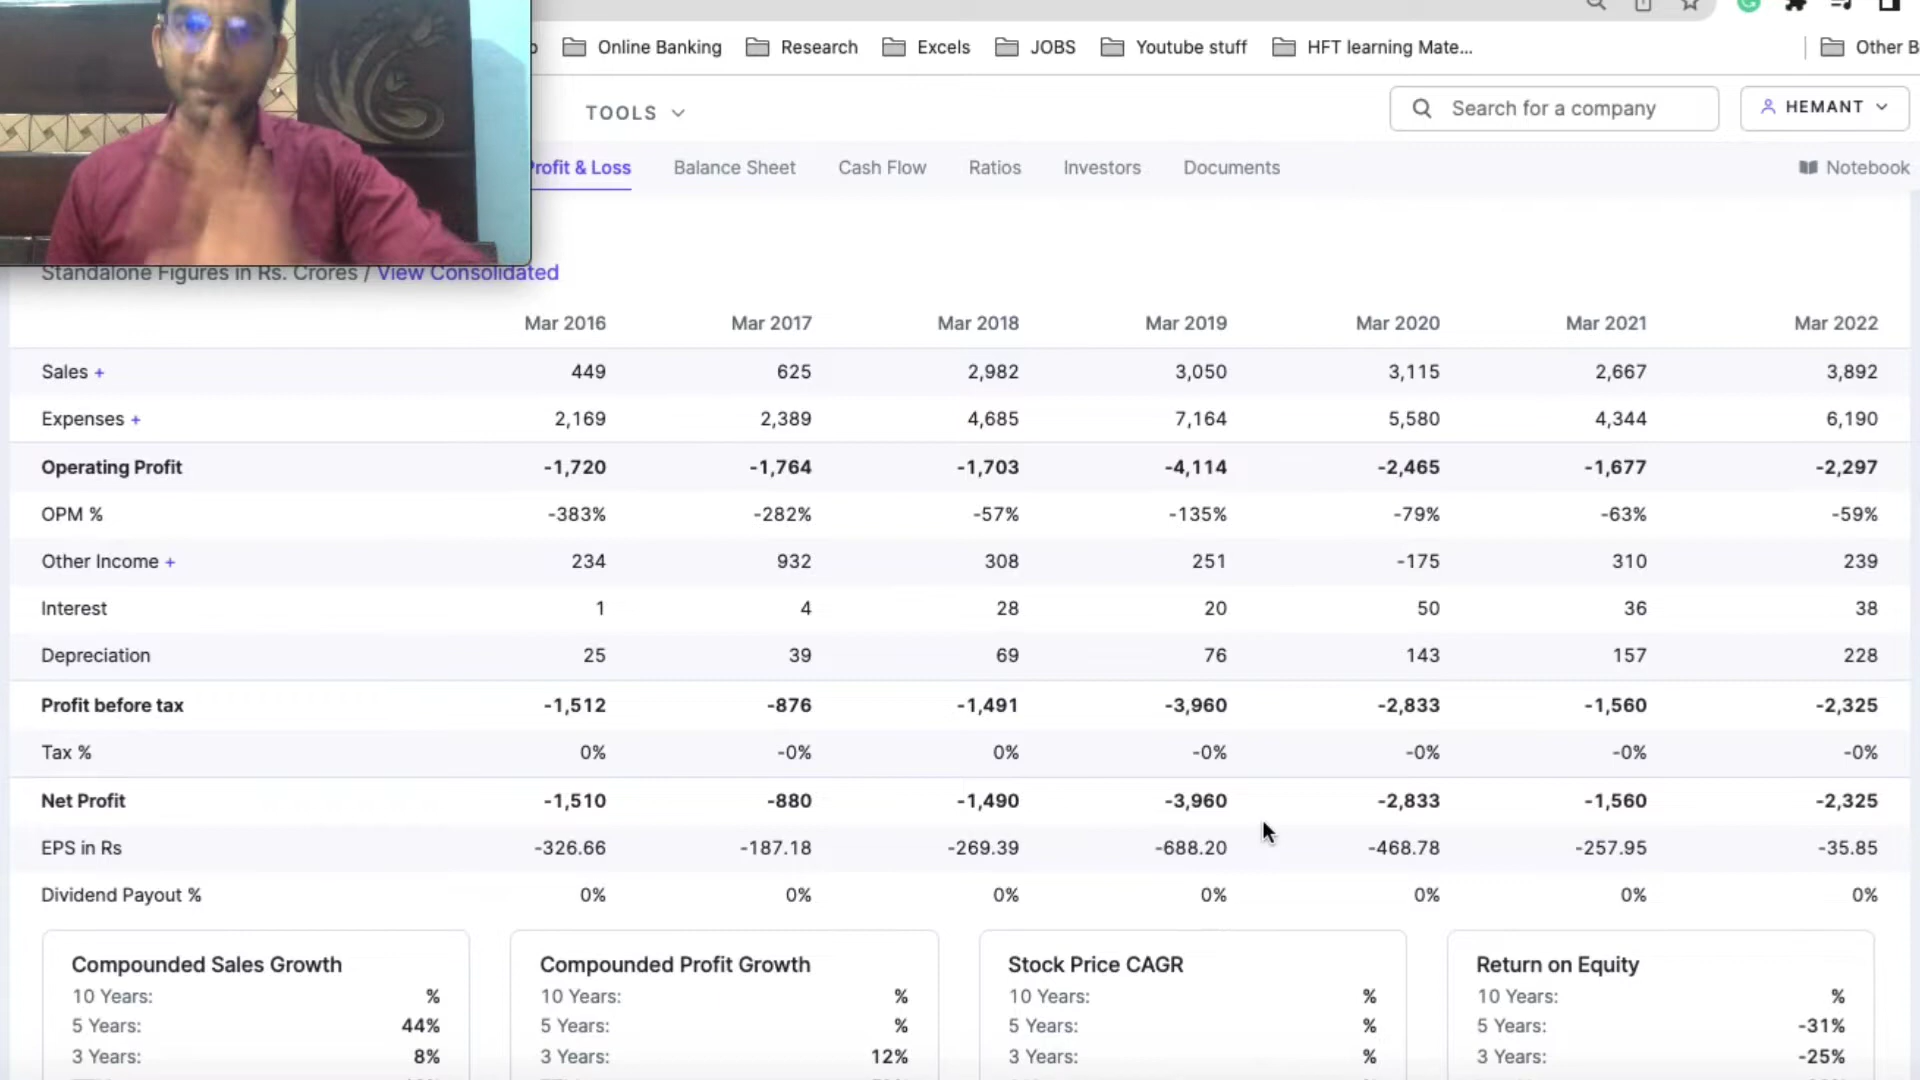 Online Banking Research Excels JOBS Youtube stuff HFT learning Mate... Other B
TOOLS Search for a company HEMANT
Profit & Loss Balance Sheet Cash Flow Ratios Investors Documents Notebook
Standalone Figures in Rs. Crores / View Consolidated
Mar 2016 Mar 2017 Mar 2018 Mar 2019 Mar 2020 Mar 2021 Mar 2022
Sales + 449 625 2,982 3,050 3,115 2,667 3,892
Expenses + 2,169 2,389 4,685 7,164 5,580 4,344 6,190
Operating Profit -1,720 -1,764 -1,703 -4,114 -2,465 -1,677 -2,297
OPM % -383% -282% -57% -135% -79% -63% -59%
Other Income + 234 932 308 251 -175 310 239
Interest 1 4 28 20 50 36 38
Depreciation 25 39 69 76 143 157 228
Profit before tax -1,512 -876 -1,491 -3,960 -2,833 -1,560 -2,325
Tax % 0% -0% 0% -0% -0% -0% -0%
Net Profit -1,510 -880 -1,490 -3,960 -2,833 -1,560 -2,325
EPS in Rs -326.66 -187.18 -269.39 -688.20 -468.78 -257.95 -35.85
Dividend Payout % 0% 0% 0% 0% 0% 0% 0%
Compounded Sales Growth
10 Years: %
5 Years: 44%
3 Years: 8%
Compounded Profit Growth
10 Years: %
5 Years: %
3 Years: 12%
Stock Price CAGR
10 Years: %
5 Years: %
3 Years: %
Return on Equity
10 Years: %
5 Years: -31%
3 Years: -25%